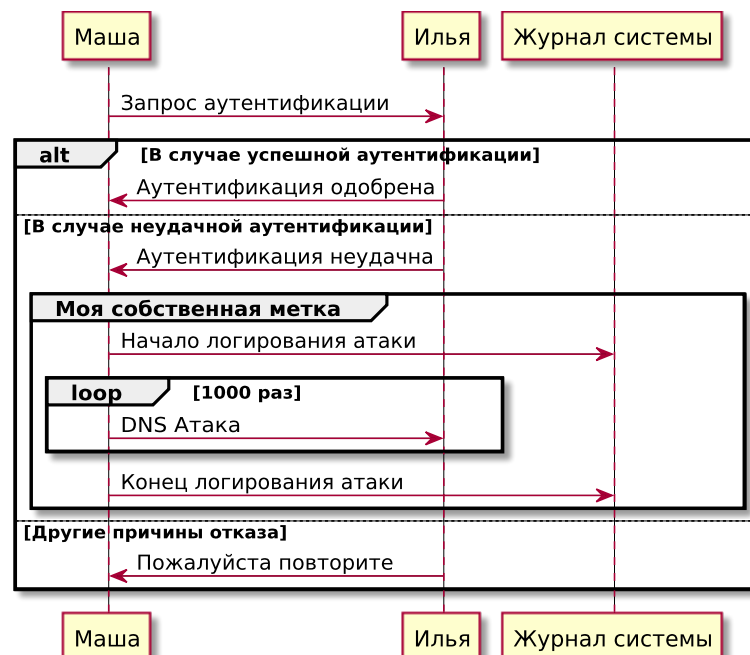 Маша Илья Журнал системы
Запрос аутентификации
alt [В случае успешной аутентификации]
Аутентификация одобрена
[В случае неудачной аутентификации]
Аутентификация неудачна
Моя собственная метка
Начало логирования атаки
loop [1000 раз]
DNS Атака
Конец логирования атаки
[Другие причины отказа]
Пожалуйста повторите
Маша Илья Журнал системы